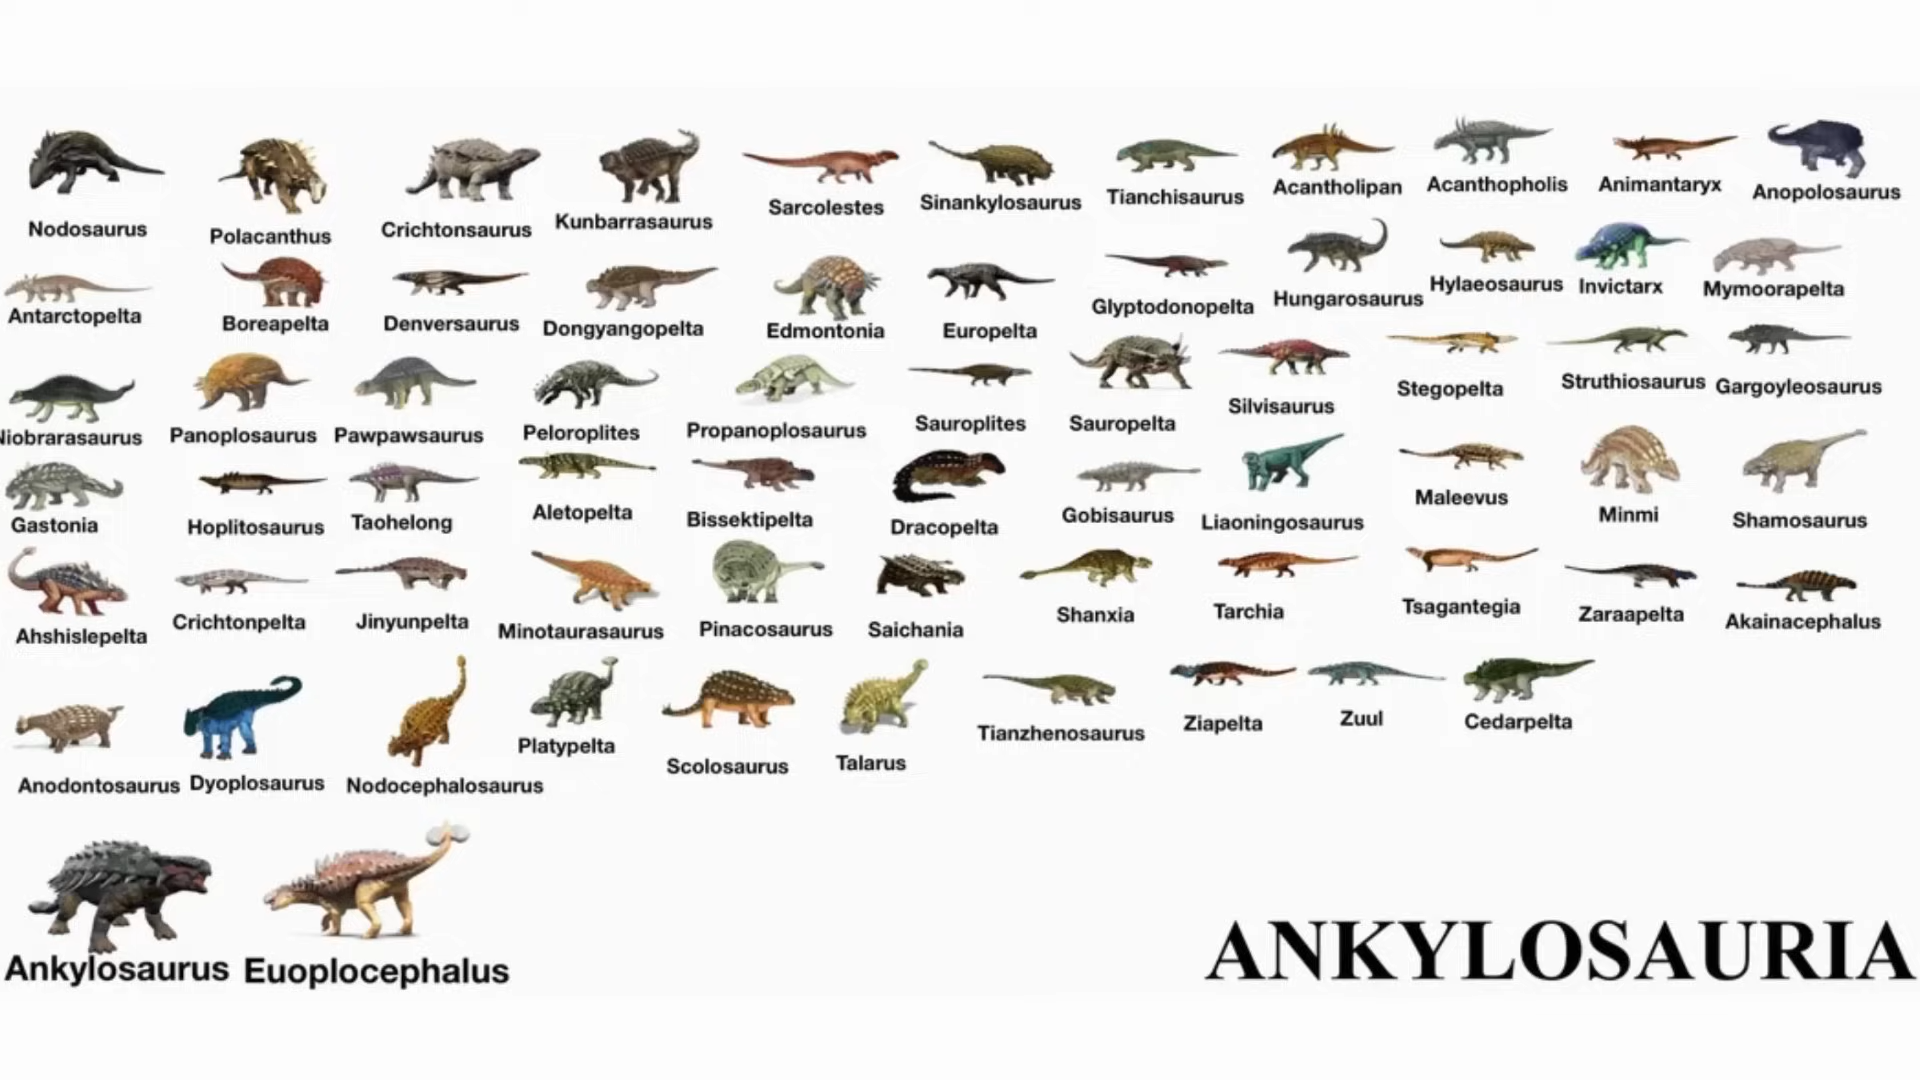 Nodosaurus
Polacanthus
Crichtonsaurus
Kunbarrasaurus
Sarcolestes
Sinankylosaurus
Tianchisaurus
Acantholipan
Acanthopholis
Animantaryx
Anopolosaurus
Antarctopelta
Boreapelta
Denversaurus
Dongyangopelta
Edmontonia
Europelta
Glyptodonopelta
Hungarosaurus
Hylaeosaurus
Invictarx
Mymoorapelta
Niobrarasaurus
Panoplosaurus
Pawpawsaurus
Peloroplites
Propanoplosaurus
Sauroplites
Sauropelta
Silvisaurus
Stegopelta
Struthiosaurus
Gargoyleosaurus
Gastonia
Hoplitosaurus
Taohelong
Aletopelta
Bissektipelta
Dracopelta
Gobisaurus
Liaoningosaurus
Maleevus
Minmi
Shamosaurus
Ahshislepelta
Crichtonpelta
Jinyunpelta
Minotaurasaurus
Pinacosaurus
Saichania
Shanxia
Tarchia
Tsagantegia
Zaraapelta
Akainacephalus
Anodontosaurus
Dyoplosaurus
Nodocephalosaurus
Platypelta
Scolosaurus
Talarus
Tianzhenosaurus
Ziapelta
Zuul
Cedarpelta
Ankylosaurus
Euoplocephalus
ANKYLOSAURIA